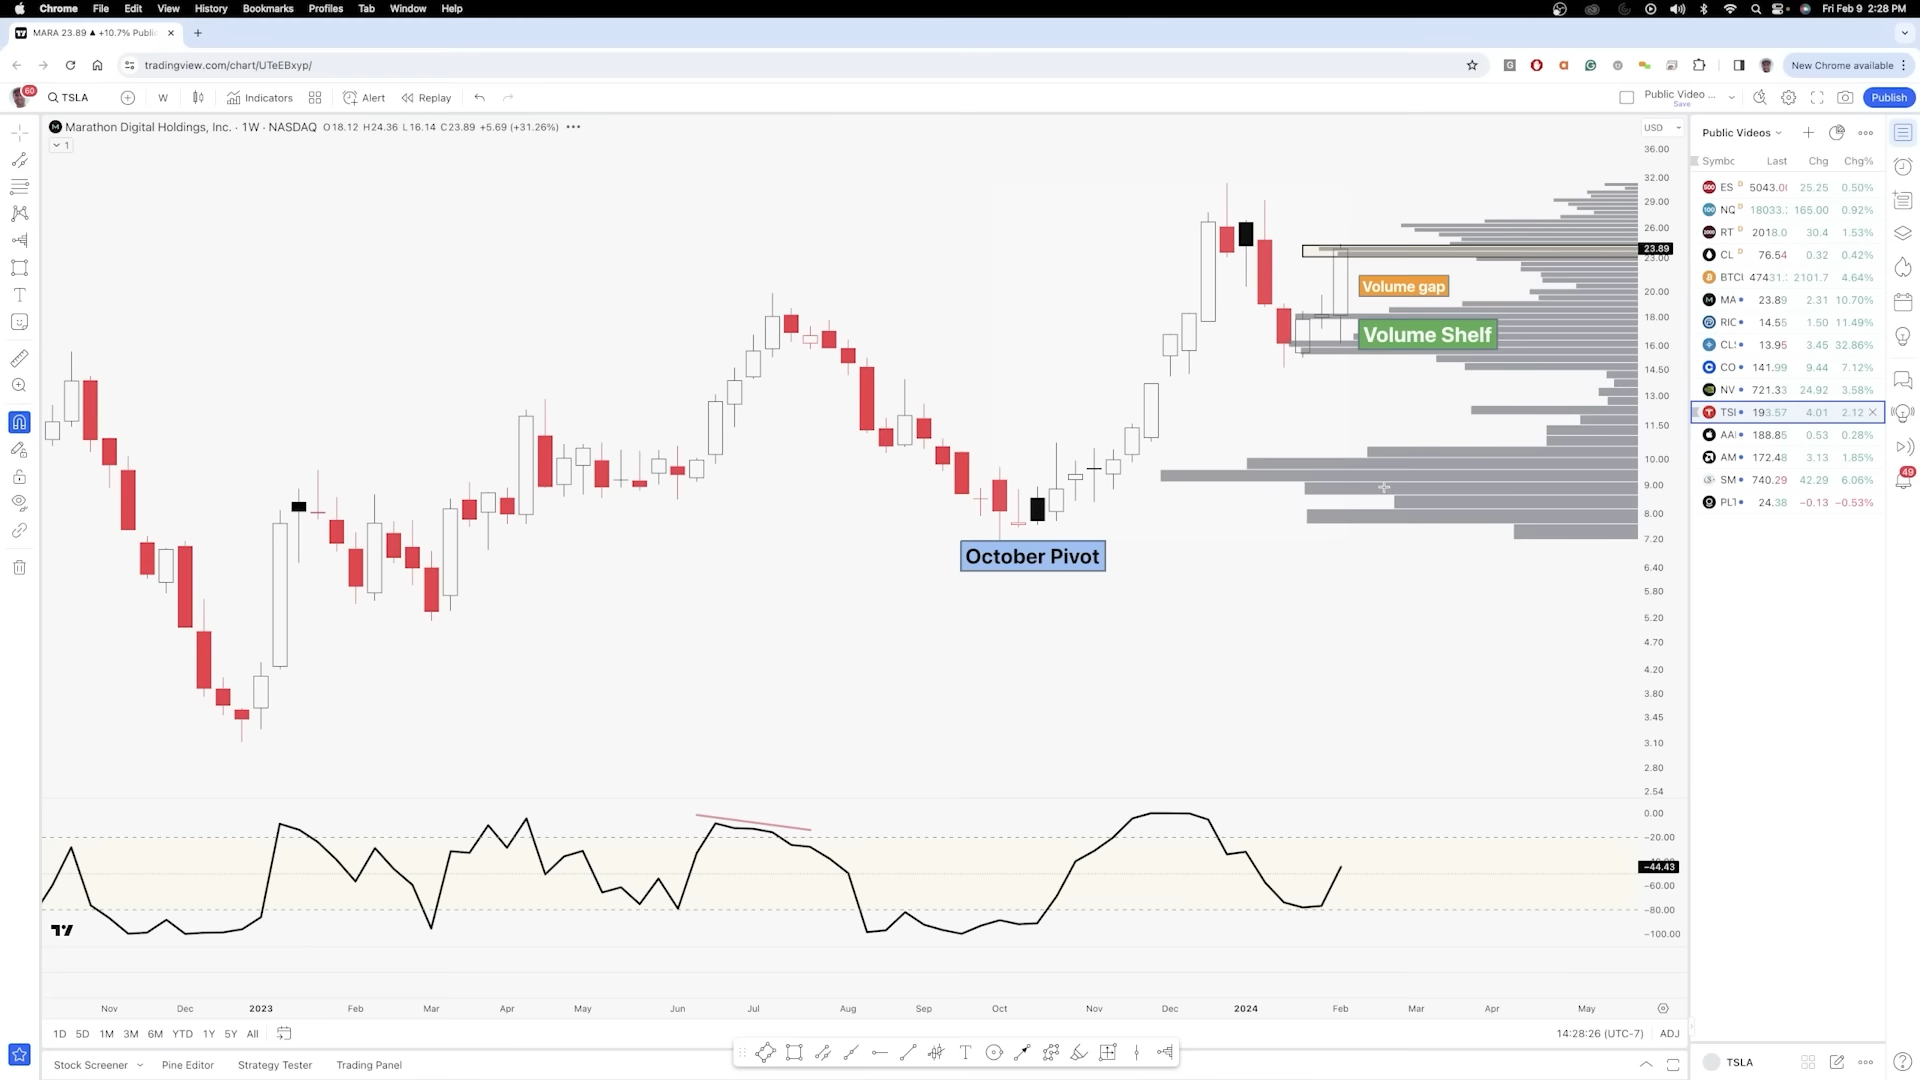 Chrome File Edit View History Bookmarks Profiles Tab Window Help Fri Feb 9 2:28 PM
MARA 23.89 ▲ +10.7% Public
tradingview.com/chart/UTeEBxyp/ New Chrome available
60 TSLA W Indicators Alert Replay Public Video ... Save Publish
Marathon Digital Holdings, Inc. · 1W · NASDAQ O18.12 H24.36 L16.14 C23.89 +5.69 (+31.26%)
1
USD
36.00
32.00
29.00
26.00
23.89
23.00
20.00
18.00
16.00
14.50
13.00
11.50
10.00
9.00
8.00
7.20
6.40
5.80
5.20
4.70
4.20
3.80
3.45
3.10
2.80
2.54
Volume gap
Volume Shelf
October Pivot
0.00
−20.00
−44.43
−60.00
−80.00
−100.00
Nov Dec 2023 Feb Mar Apr May Jun Jul Aug Sep Oct Nov Dec 2024 Feb Mar Apr May
1D 5D 1M 3M 6M YTD 1Y 5Y All 14:28:26 (UTC-7) ADJ
Stock Screener Pine Editor Strategy Tester Trading Panel
Public Videos
Symbc Last Chg Chg%
ES D 5043.0 25.25 0.50%
NQ D 18033. 165.00 0.92%
RT D 2018.0 30.4 1.53%
CL D 76.54 0.32 0.42%
BTC 47431. 2101.7 4.64%
MA 23.89 2.31 10.70%
RIC 14.55 1.50 11.49%
CL 13.95 3.45 32.86%
CO 141.99 9.44 7.12%
NV 721.33 24.92 3.58%
TSI 193.57 4.01 2.12
AA 188.85 0.53 0.28%
AM 172.48 3.13 1.85%
SM 740.29 42.29 6.06%
PL 24.38 −0.13 −0.53%
49
TSLA